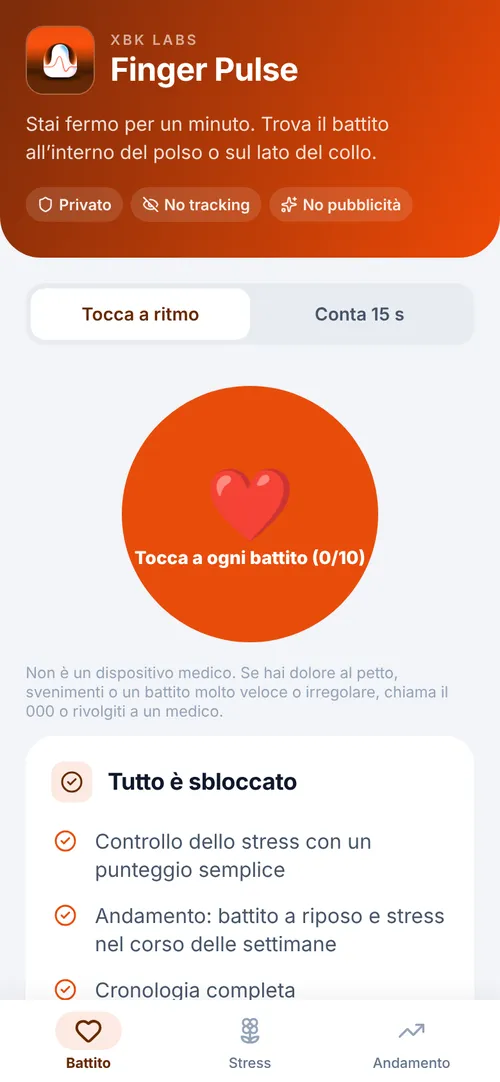 XBK LABS
Finger Pulse
Stai fermo per un minuto. Trova il battito
all’interno del polso o sul lato del collo.
Privato
No tracking
No pubblicità
Tocca a ritmo
Conta 15 s
Tocca a ogni battito (0/10)
Non è un dispositivo medico. Se hai dolore al petto,
svenimenti o un battito molto veloce o irregolare, chiama il
000 o rivolgiti a un medico.
Tutto è sbloccato
Controllo dello stress con un
punteggio semplice
Andamento: battito a riposo e stress
nel corso delle settimane
Cronologia completa
Battito
Stress
Andamento